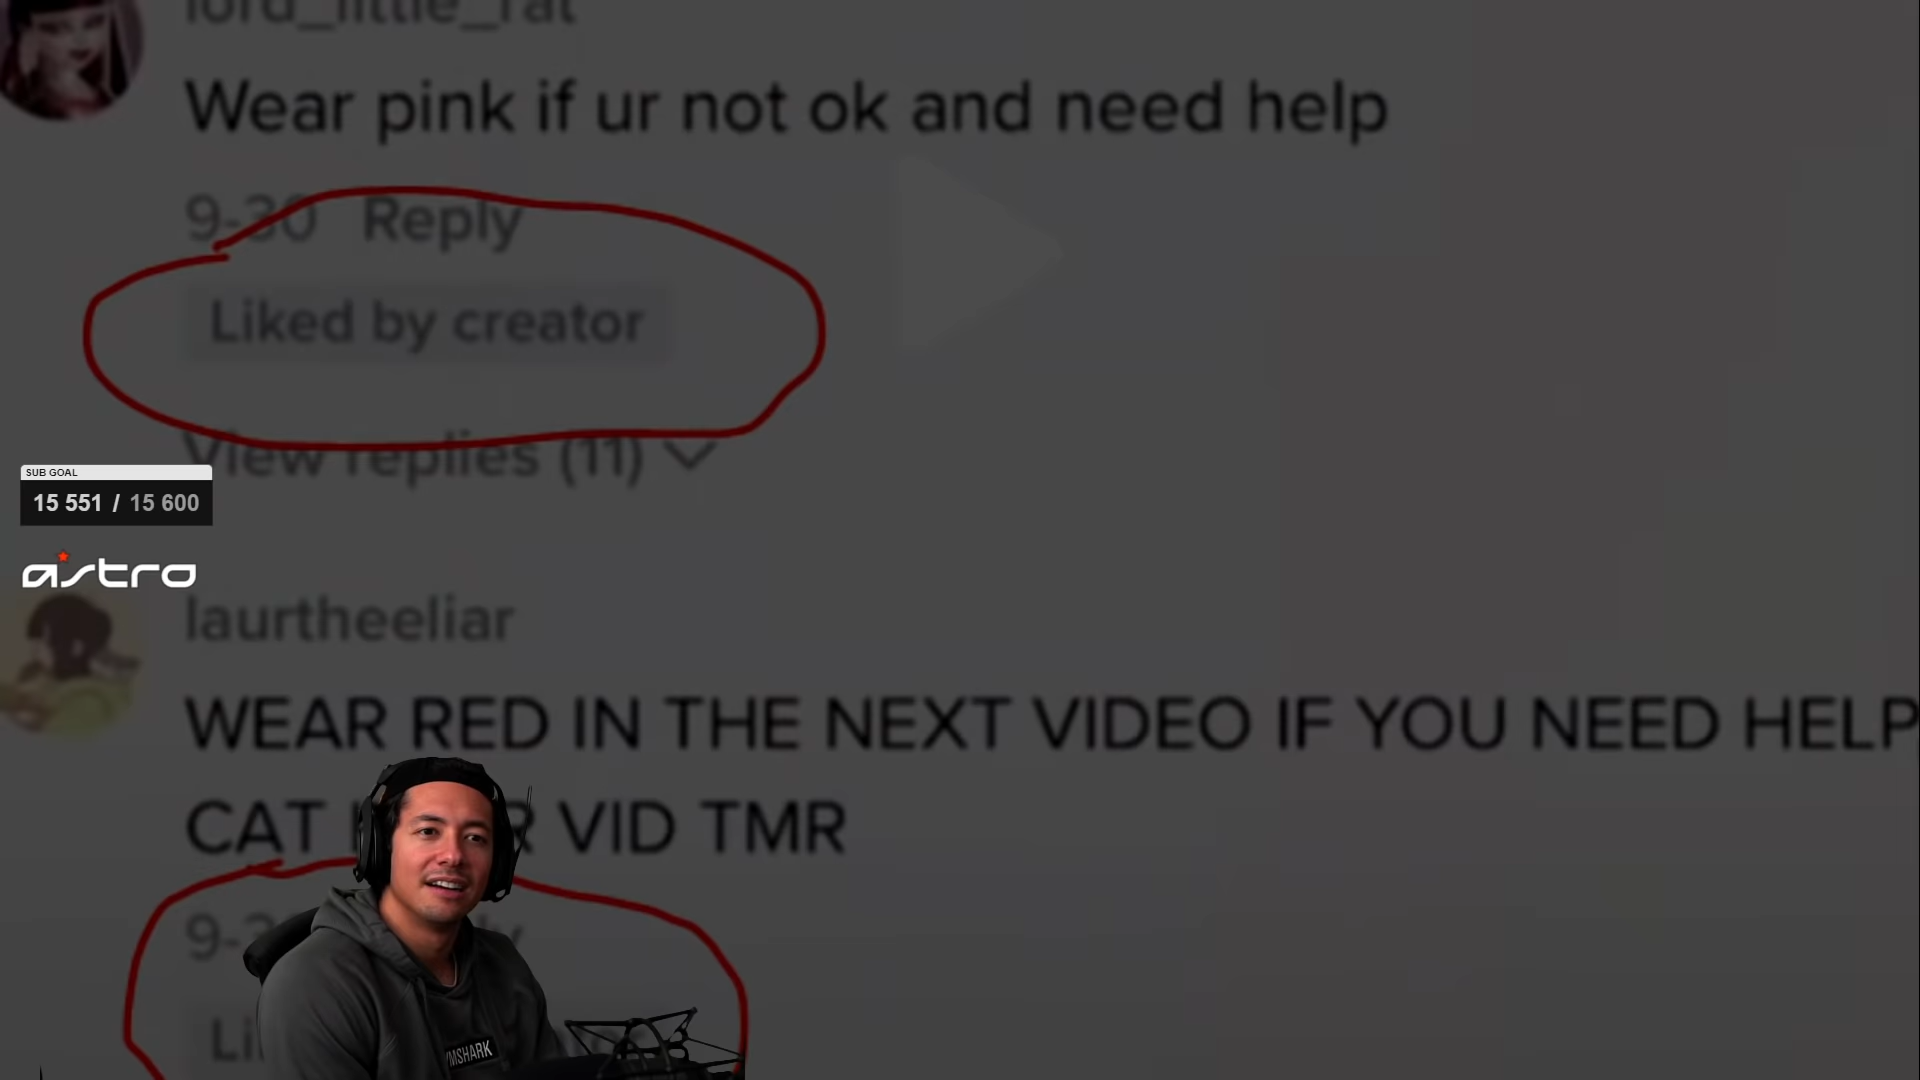 lord_little_rat
Wear pink if ur not ok and need help
9-30 Reply
Liked by creator
View replies (11)
SUB GOAL
15 551 / 15 600
astro
laurtheeliar
WEAR RED IN THE NEXT VIDEO IF YOU NEED HELP
CAT VID TMR